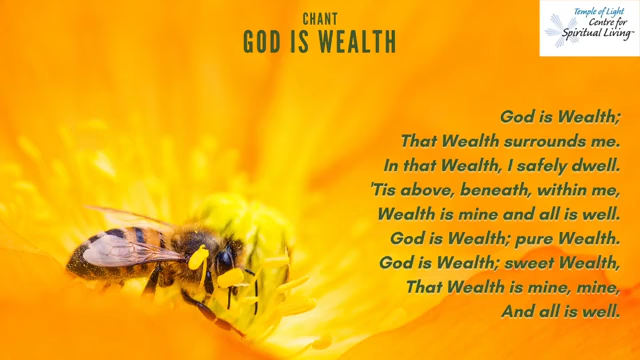 CHANT
GOD IS WEALTH
Temple of Light
Centre for
Spiritual Living™
God is Wealth;
That Wealth surrounds me.
In that Wealth, I safely dwell.
'Tis above, beneath, within me,
Wealth is mine and all is well.
God is Wealth; pure Wealth.
God is Wealth; sweet Wealth,
That Wealth is mine, mine,
And all is well.